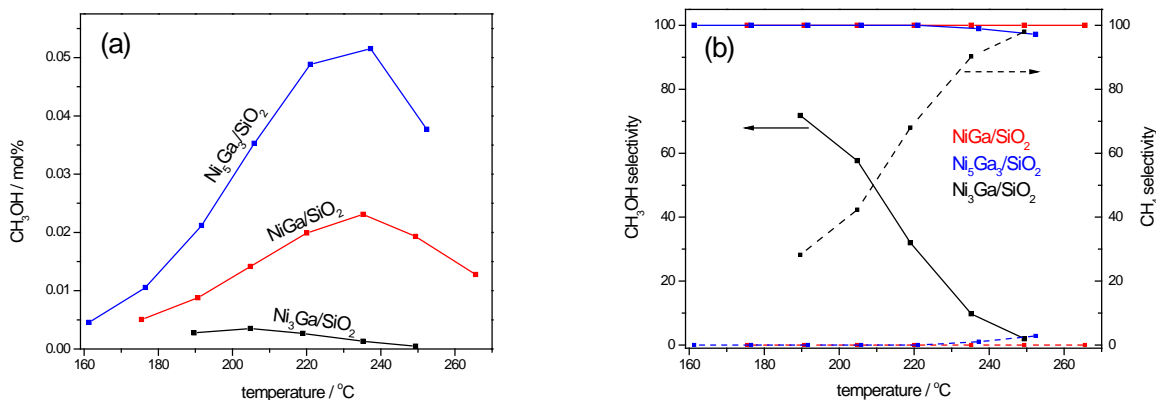 (a)
CH₃OH / mol%
0.05
0.04
0.03
0.02
0.01
0.00
Ni₅Ga₃/SiO₂
NiGa/SiO₂
Ni₃Ga/SiO₂
160 180 200 220 240 260
temperature / °C
(b)
CH₃OH selectivity
100
80
60
40
20
0
NiGa/SiO₂
Ni₅Ga₃/SiO₂
Ni₃Ga/SiO₂
100
80
60
40
20
0
CHₓ selectivity
160 180 200 220 240 260
temperature / °C